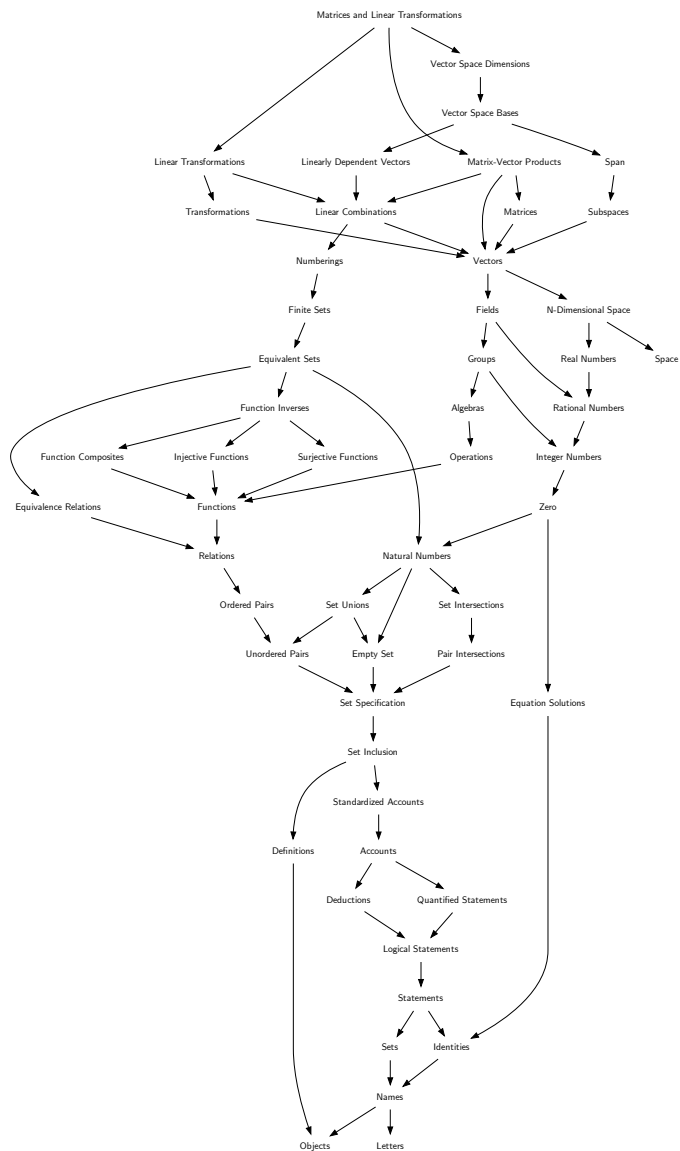 Matrices and Linear Transformations
Vector Space Dimensions
Vector Space Bases
Linear Transformations
Linearly Dependent Vectors
Matrix-Vector Products
Span
Transformations
Linear Combinations
Matrices
Subspaces
Numberings
Vectors
Finite Sets
Fields
N-Dimensional Space
Equivalent Sets
Groups
Real Numbers
Space
Function Inverses
Algebras
Rational Numbers
Function Composites
Injective Functions
Surjective Functions
Operations
Integer Numbers
Equivalence Relations
Functions
Zero
Relations
Natural Numbers
Ordered Pairs
Set Unions
Set Intersections
Unordered Pairs
Empty Set
Pair Intersections
Set Specification
Equation Solutions
Set Inclusion
Standardized Accounts
Definitions
Accounts
Deductions
Quantified Statements
Logical Statements
Statements
Sets
Identities
Names
Objects
Letters